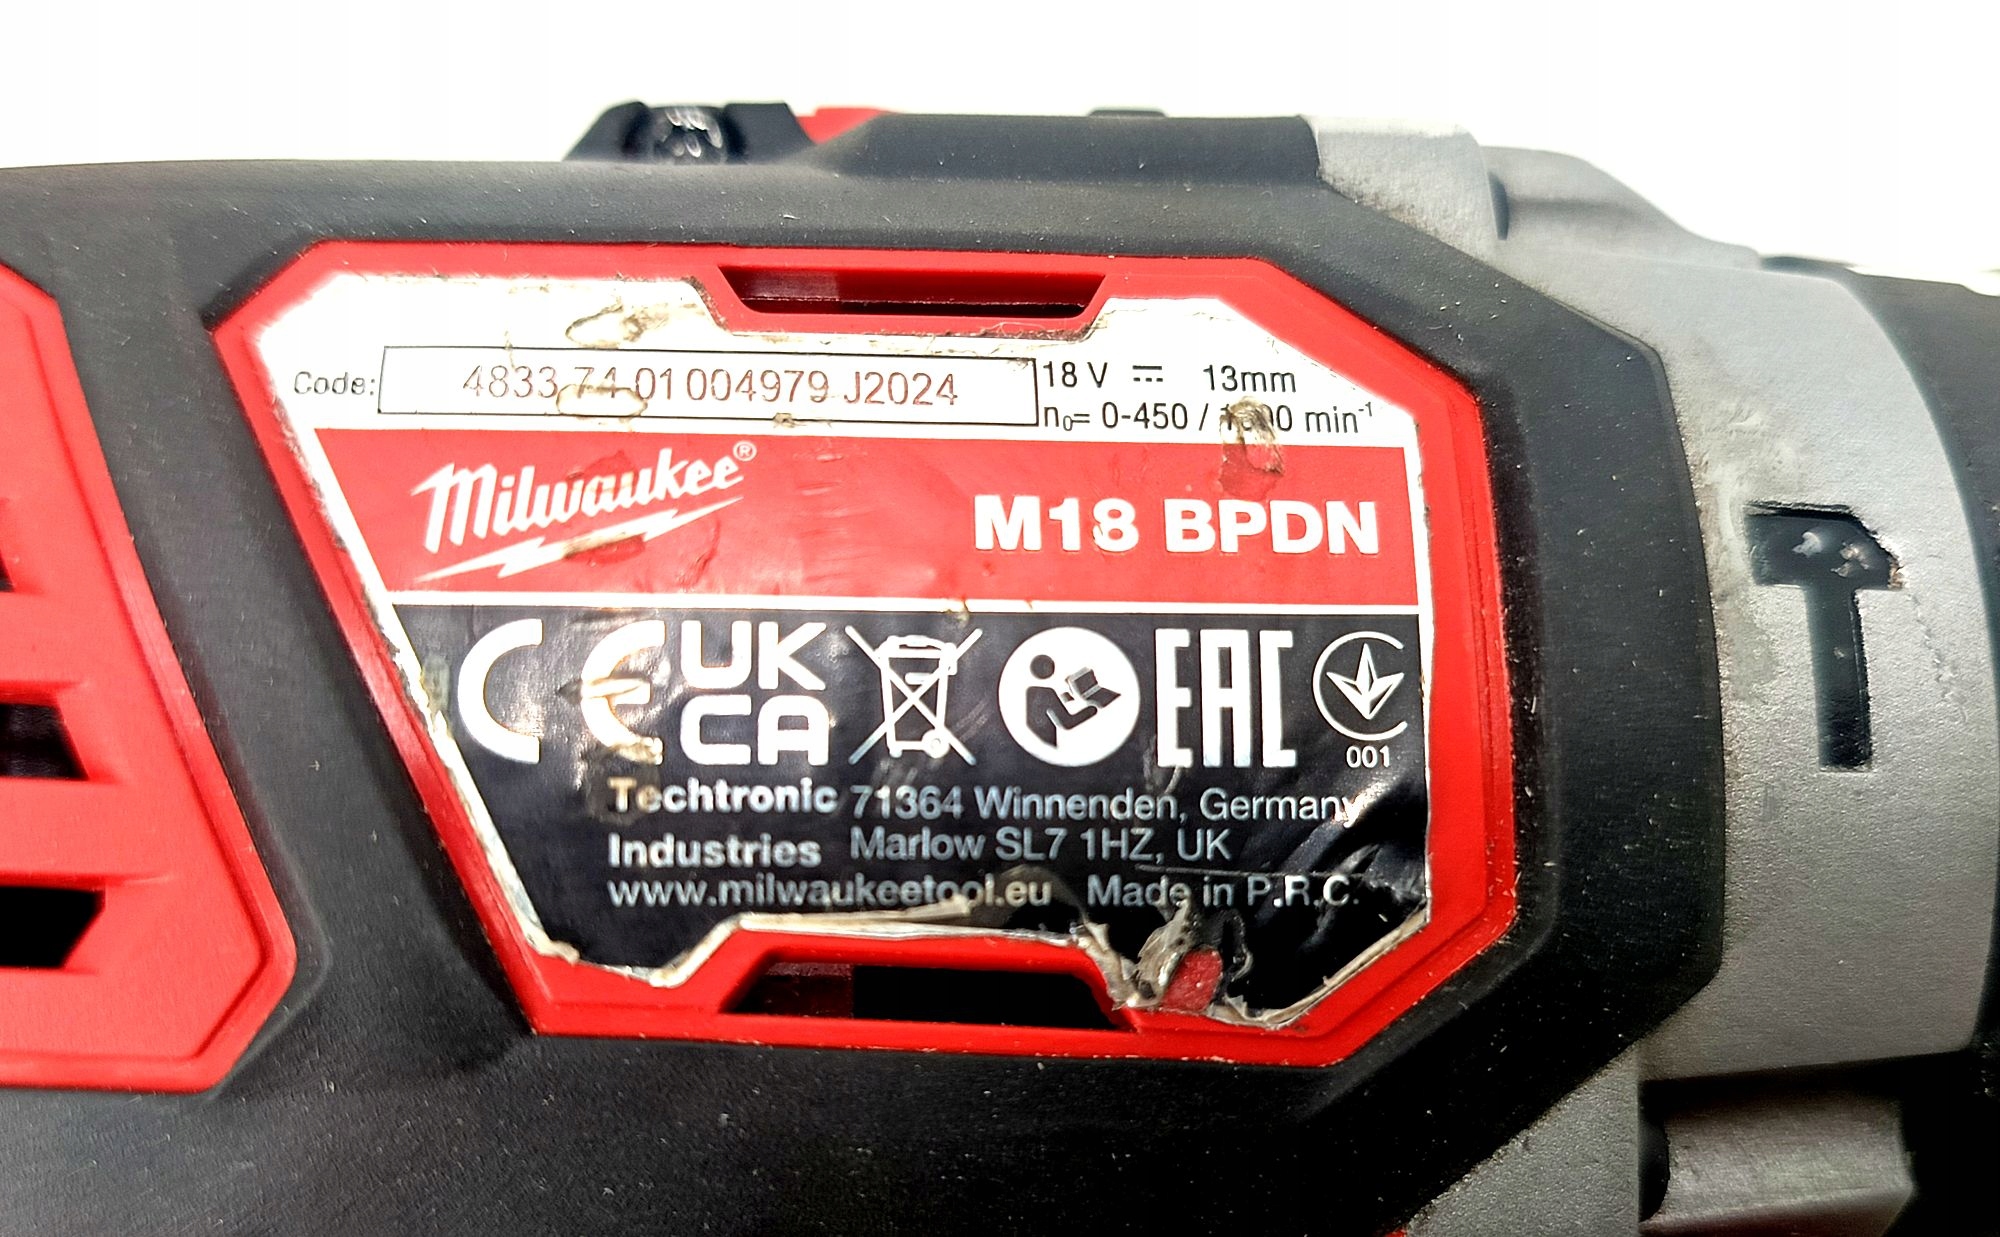 Code: 4833 74 01 004979 J2024
18 V ⎓ 13mm
n₀= 0-450 / min⁻¹
Milwaukee®
M18 BPDN
CE UK CA EAC
001
Techtronic Industries
71364 Winnenden, Germany
Marlow SL7 1HZ, UK
www.milwaukeetool.eu Made in P.R.C.